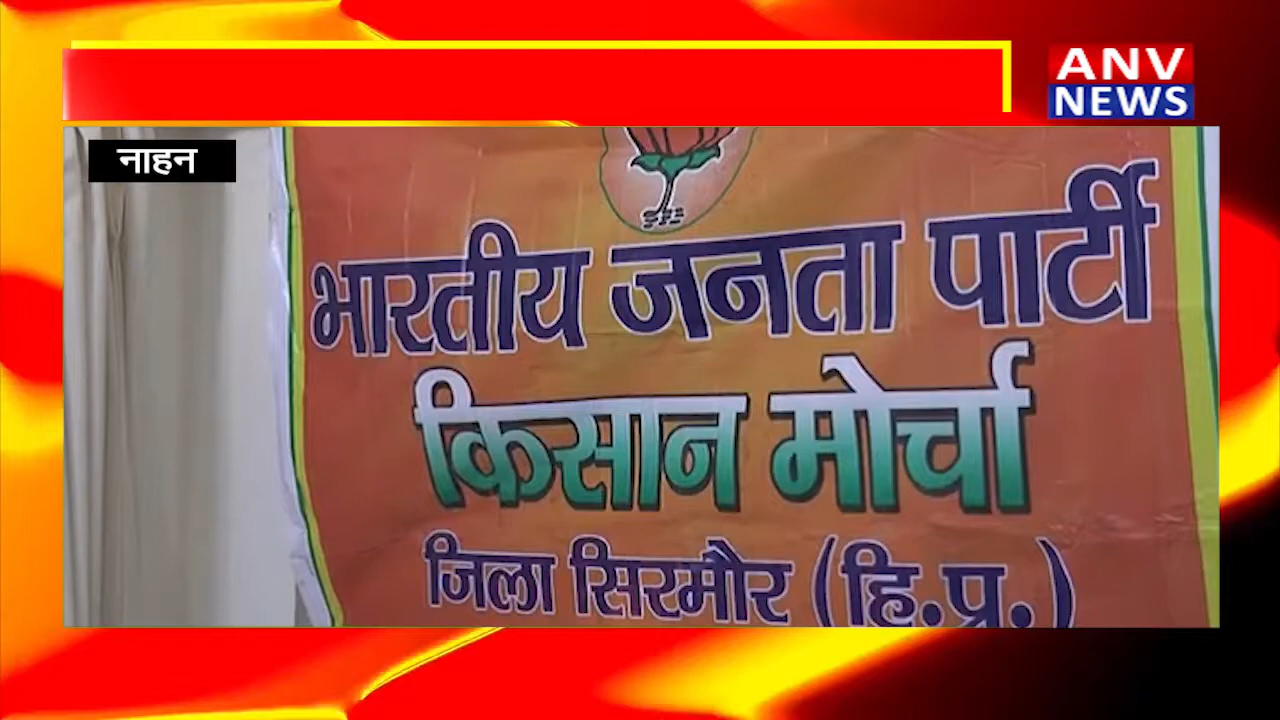 ANV
NEWS
नाहन
भारतीय जनता पार्टी
किसान मोर्चा
जिला सिरमौर (हि.प्र.)